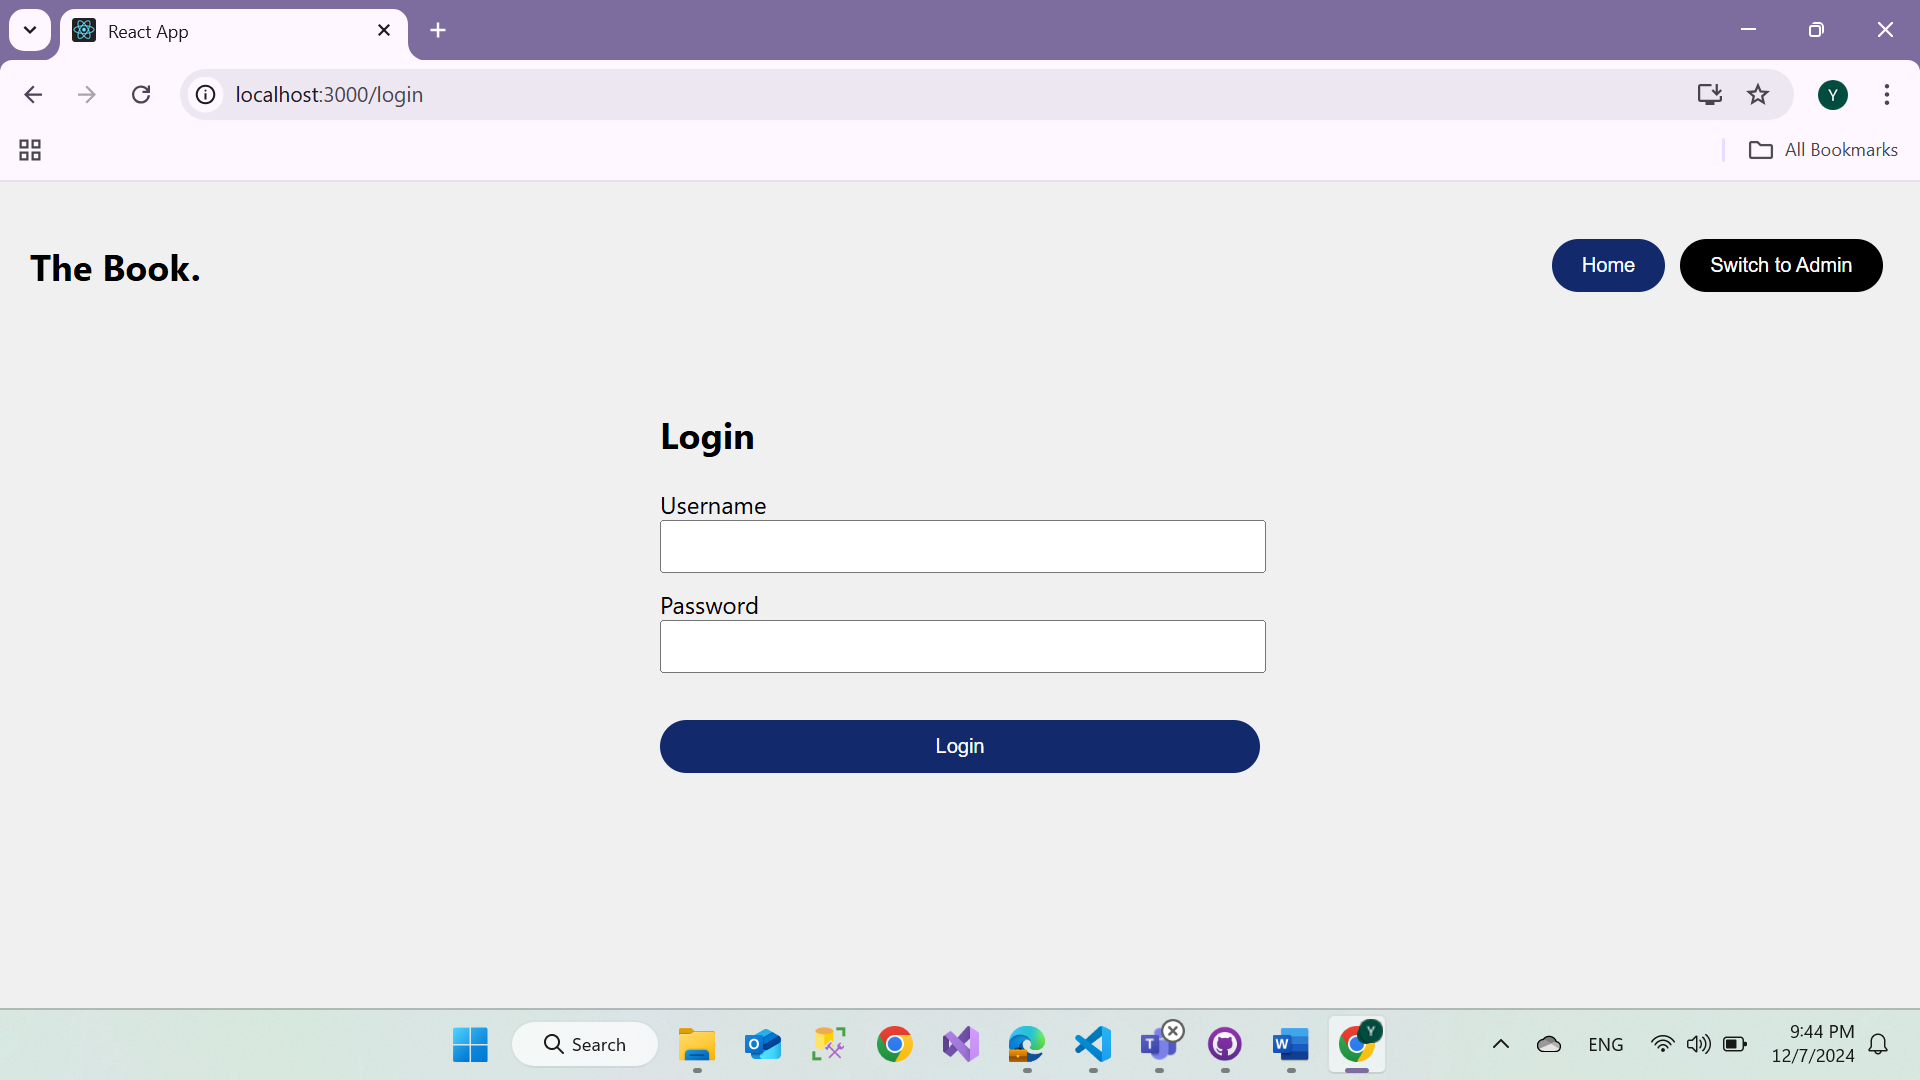 React App
localhost:3000/login
Y
All Bookmarks
The Book.
Home
Switch to Admin
Login
Username
Password
Login
Search
Y
ENG
9:44 PM
12/7/2024